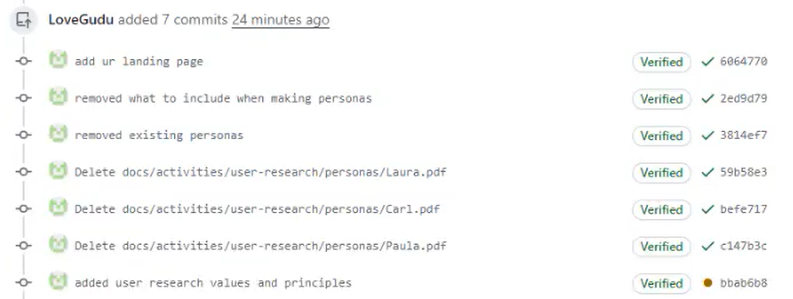 LoveGudu added 7 commits 24 minutes ago
add ur landing page Verified 6064770
removed what to include when making personas Verified 2ed9d79
removed existing personas Verified 3814ef7
Delete docs/activities/user-research/personas/Laura.pdf Verified 59b58e3
Delete docs/activities/user-research/personas/Carl.pdf Verified befe717
Delete docs/activities/user-research/personas/Paula.pdf Verified c147b3c
added user research values and principles Verified bbab6b8